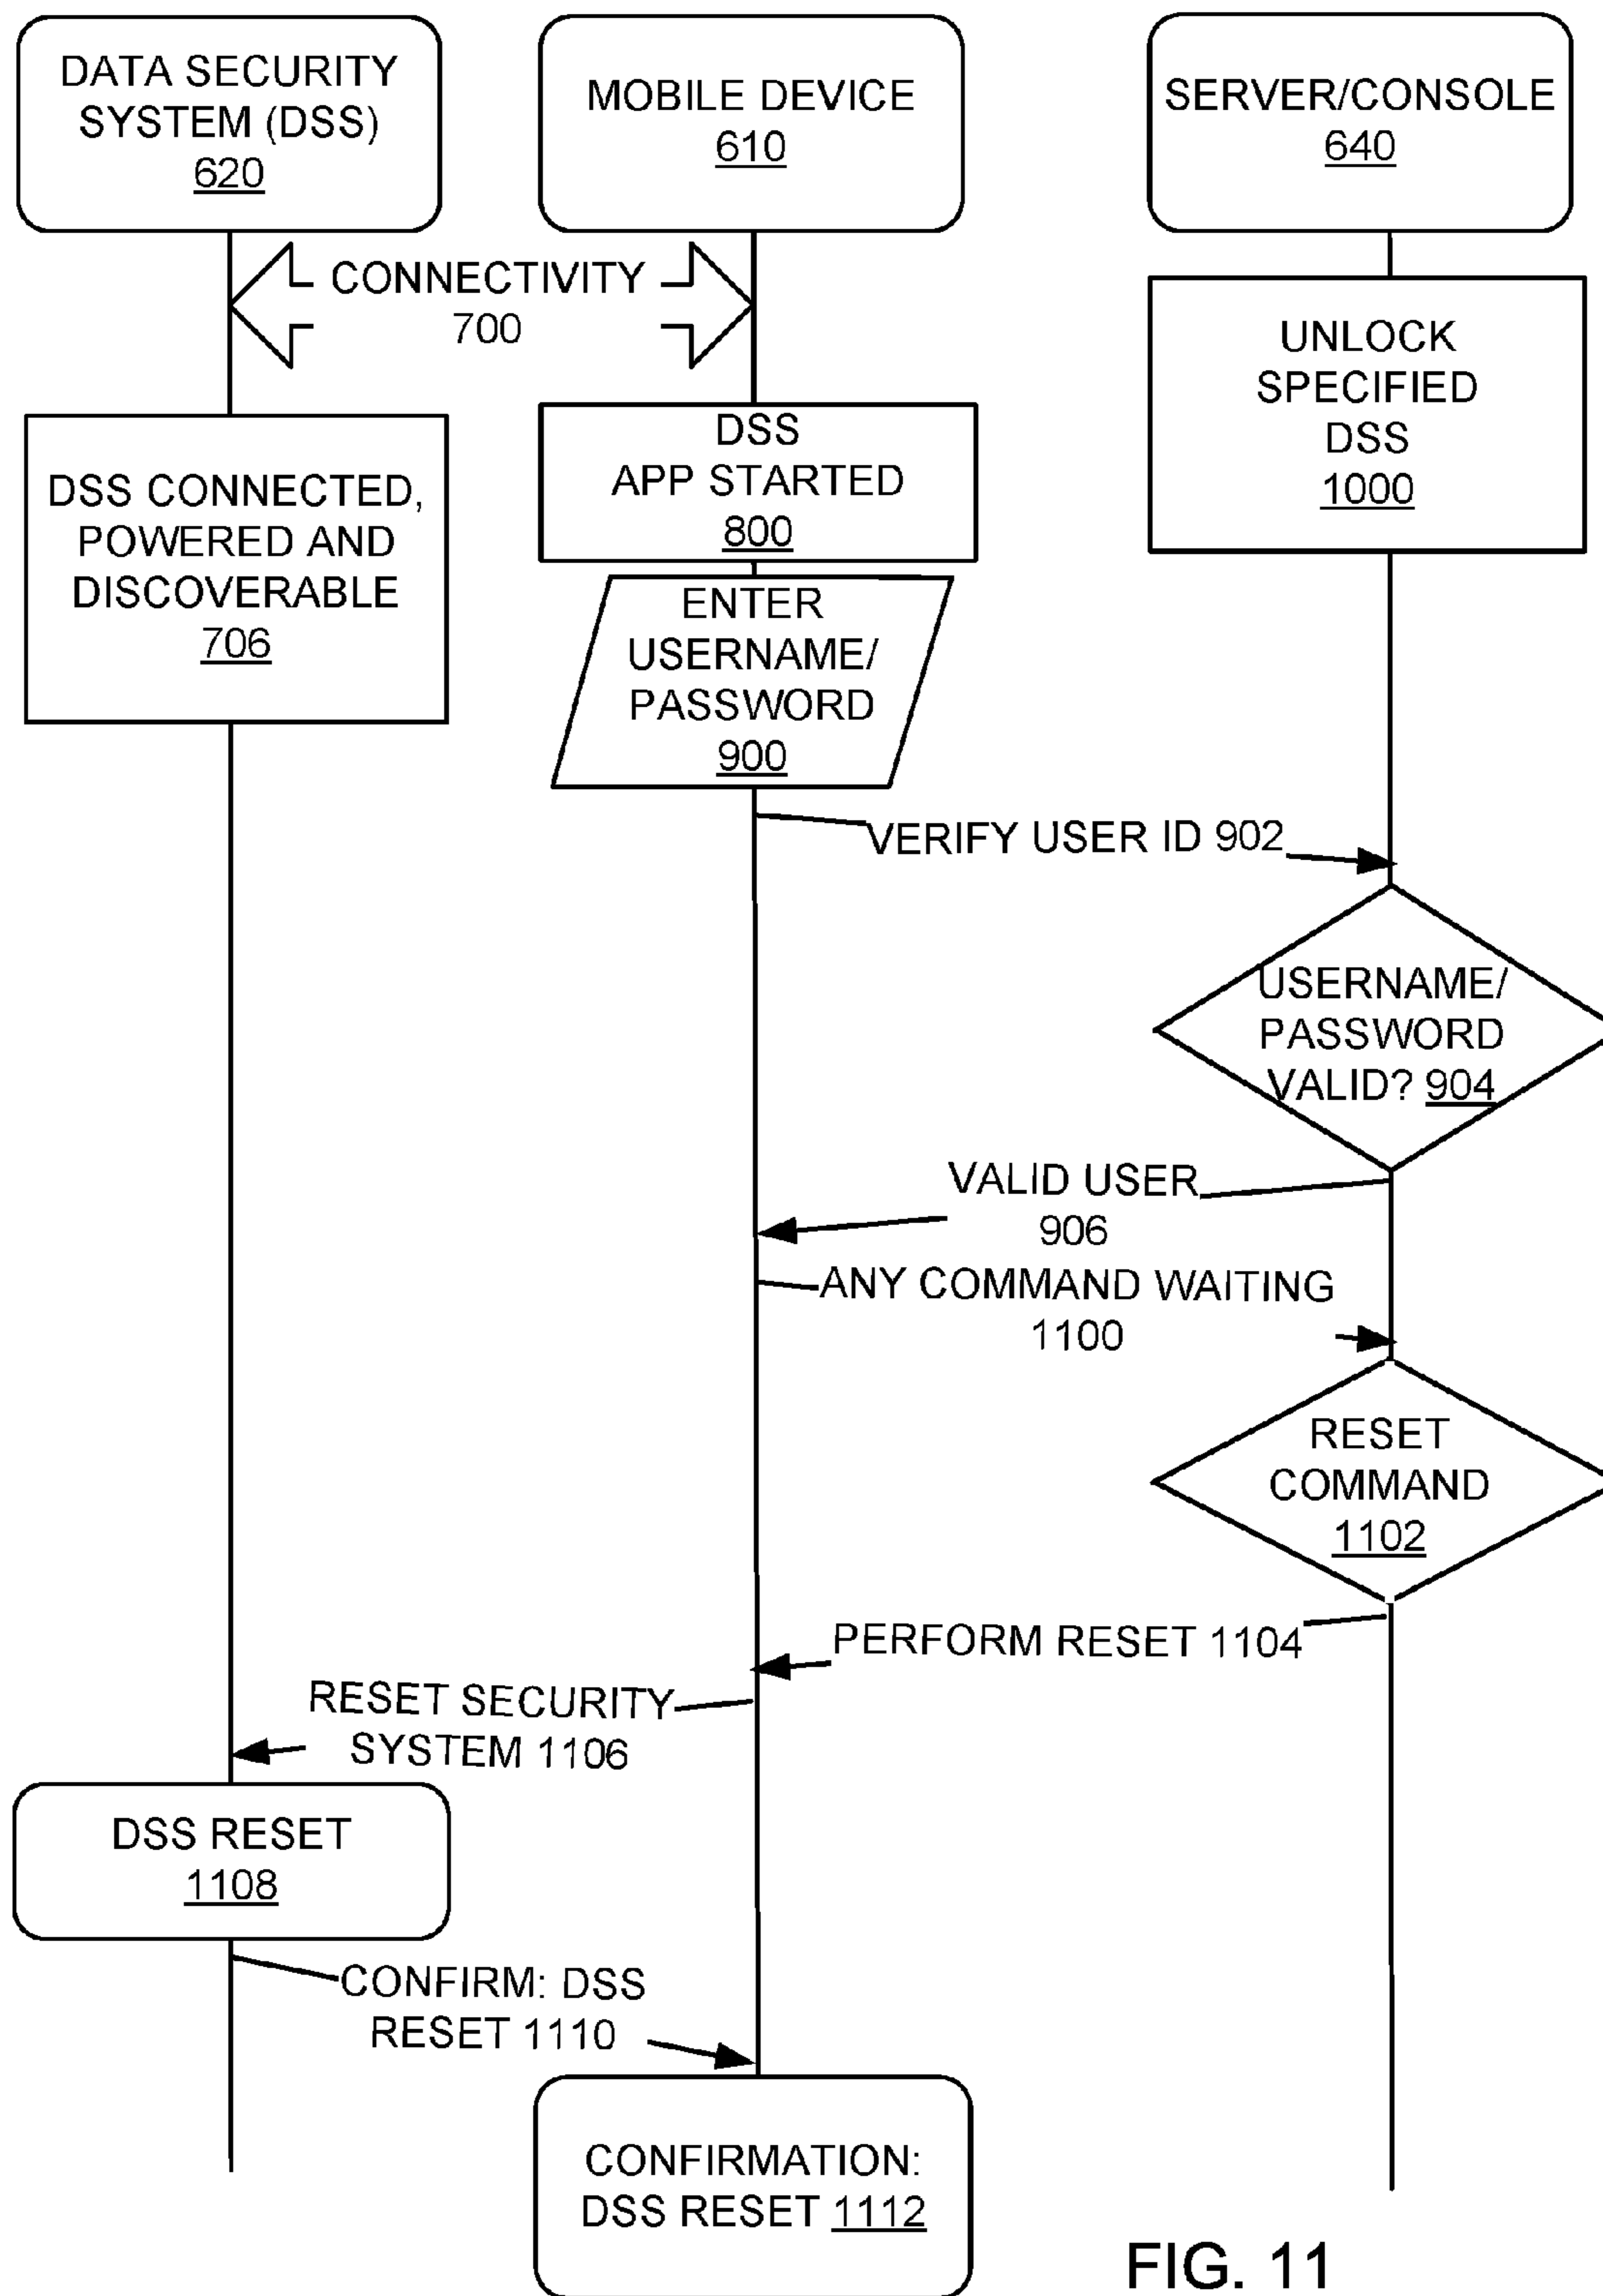 DATA SECURITY
SYSTEM (DSS)
620
MOBILE DEVICE
610
SERVER/CONSOLE
640
CONNECTIVITY
700
UNLOCK
SPECIFIED
DSS
1000
DSS CONNECTED,
POWERED AND
DISCOVERABLE
706
DSS
APP STARTED
800
ENTER
USERNAME/
PASSWORD
900
VERIFY USER ID 902
USERNAME/
PASSWORD
VALID? 904
VALID USER
906
ANY COMMAND WAITING
1100
RESET
COMMAND
1102
PERFORM RESET 1104
RESET SECURITY
SYSTEM 1106
DSS RESET
1108
CONFIRM: DSS
RESET 1110
CONFIRMATION:
DSS RESET 1112
FIG. 11